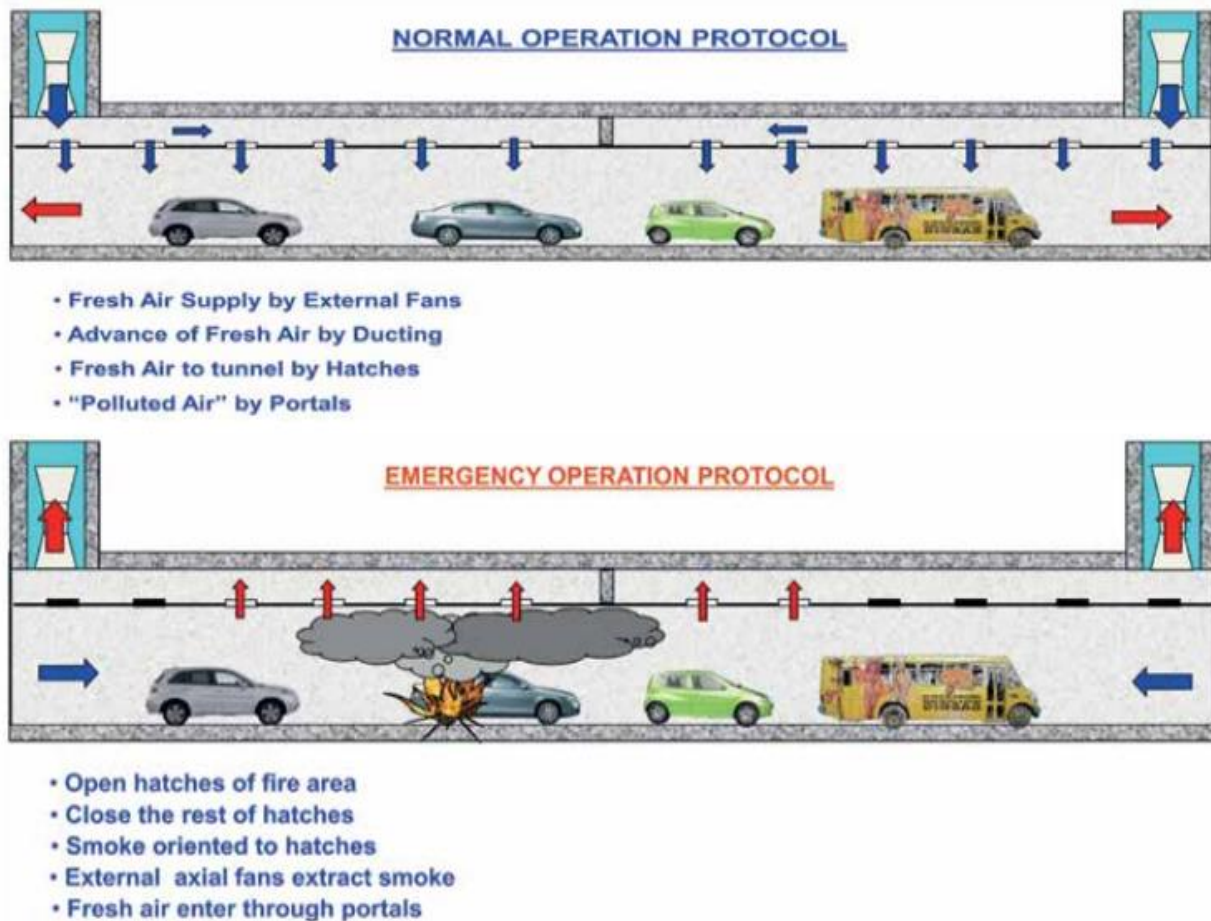 NORMAL OPERATION PROTOCOL
• Fresh Air Supply by External Fans
• Advance of Fresh Air by Ducting
• Fresh Air to tunnel by Hatches
• “Polluted Air” by Portals
EMERGENCY OPERATION PROTOCOL
• Open hatches of fire area
• Close the rest of hatches
• Smoke oriented to hatches
• External axial fans extract smoke
• Fresh air enter through portals